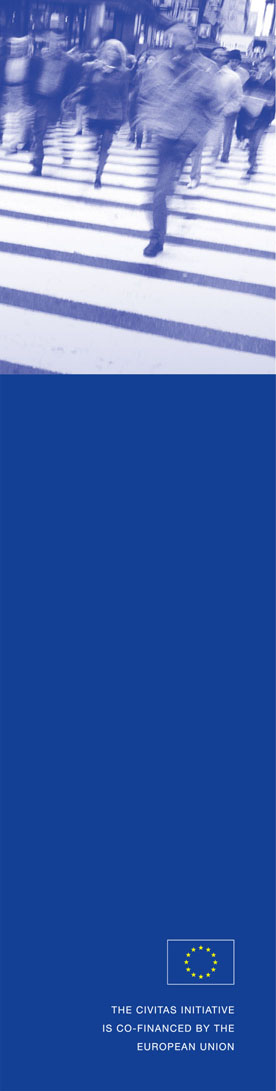 THE CIVITAS INITIATIVE
IS CO-FINANCED BY THE
EUROPEAN UNION